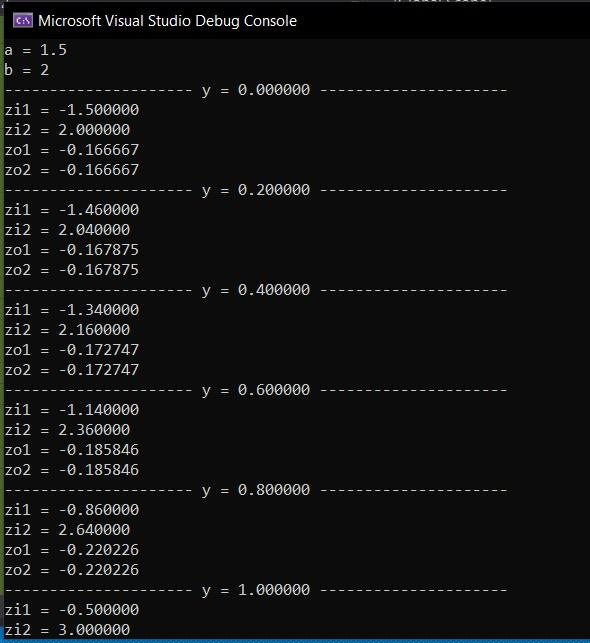 Microsoft Visual Studio Debug Console
a = 1.5
b = 2
--------------------- y = 0.000000 ---------------------
zi1 = -1.500000
zi2 = 2.000000
zo1 = -0.166667
zo2 = -0.166667
--------------------- y = 0.200000 ---------------------
zi1 = -1.460000
zi2 = 2.040000
zo1 = -0.167875
zo2 = -0.167875
--------------------- y = 0.400000 ---------------------
zi1 = -1.340000
zi2 = 2.160000
zo1 = -0.172747
zo2 = -0.172747
--------------------- y = 0.600000 ---------------------
zi1 = -1.140000
zi2 = 2.360000
zo1 = -0.185846
zo2 = -0.185846
--------------------- y = 0.800000 ---------------------
zi1 = -0.860000
zi2 = 2.640000
zo1 = -0.220226
zo2 = -0.220226
--------------------- y = 1.000000 ---------------------
zi1 = -0.500000
zi2 = 3.000000